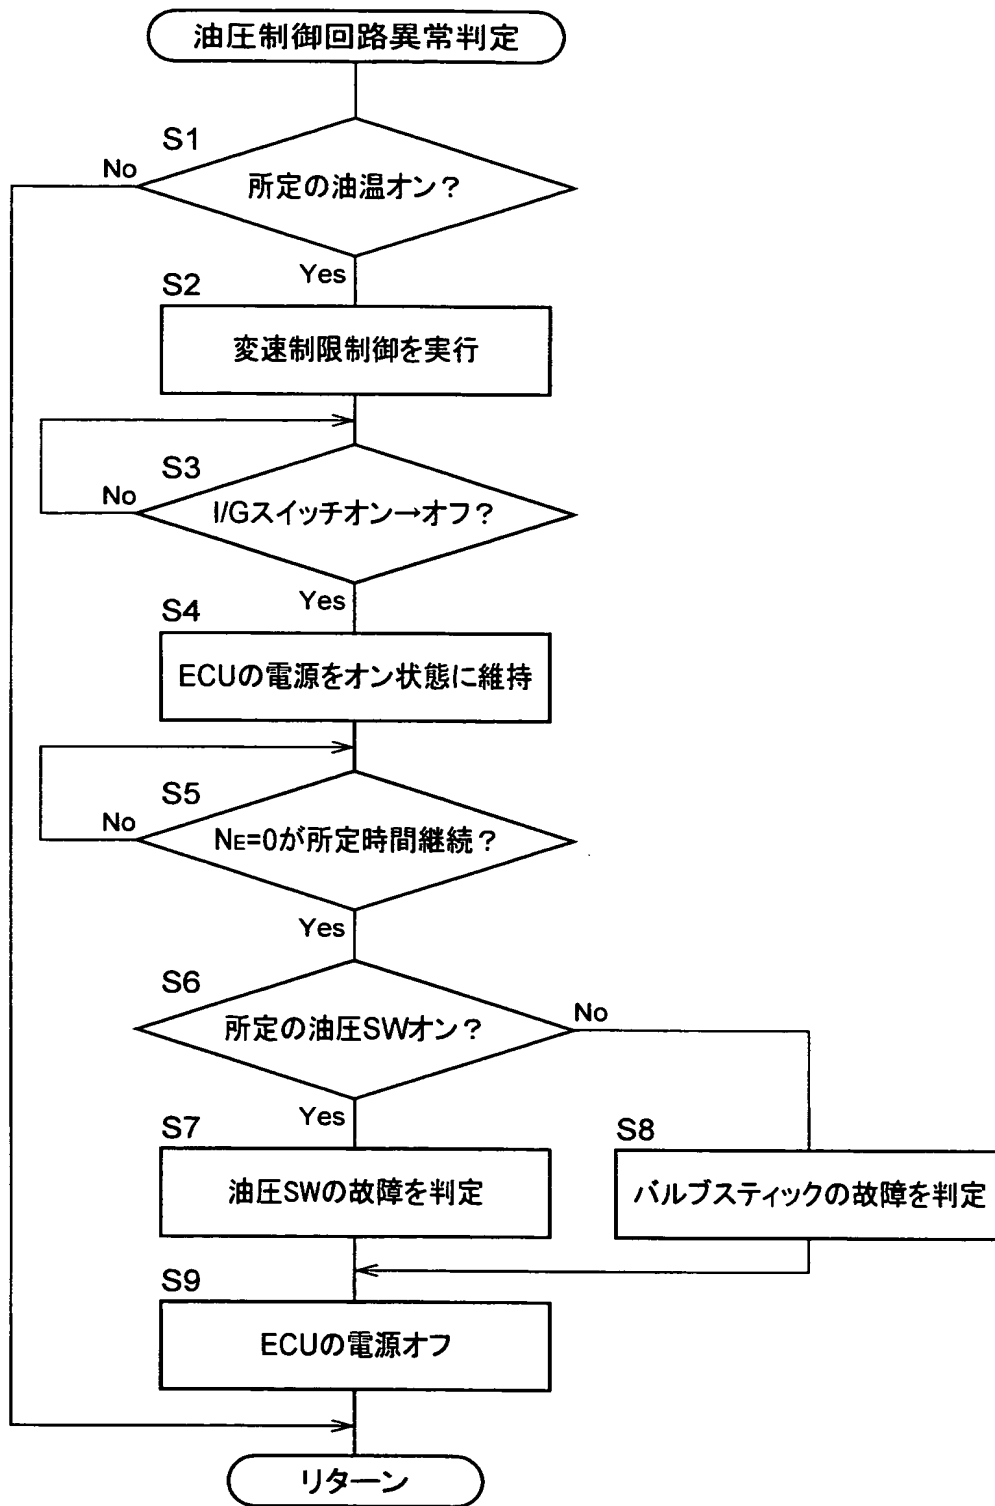 油圧制御回路異常判定
S1
No
所定の油温オン？
Yes
S2
変速制限制御を実行
S3
No
I/Gスイッチオン→オフ？
Yes
S4
ECUの電源をオン状態に維持
S5
No
NE=0が所定時間継続？
Yes
S6
所定の油圧SWオン？
No
Yes
S7
油圧SWの故障を判定
S8
バルブスティックの故障を判定
S9
ECUの電源オフ
リターン